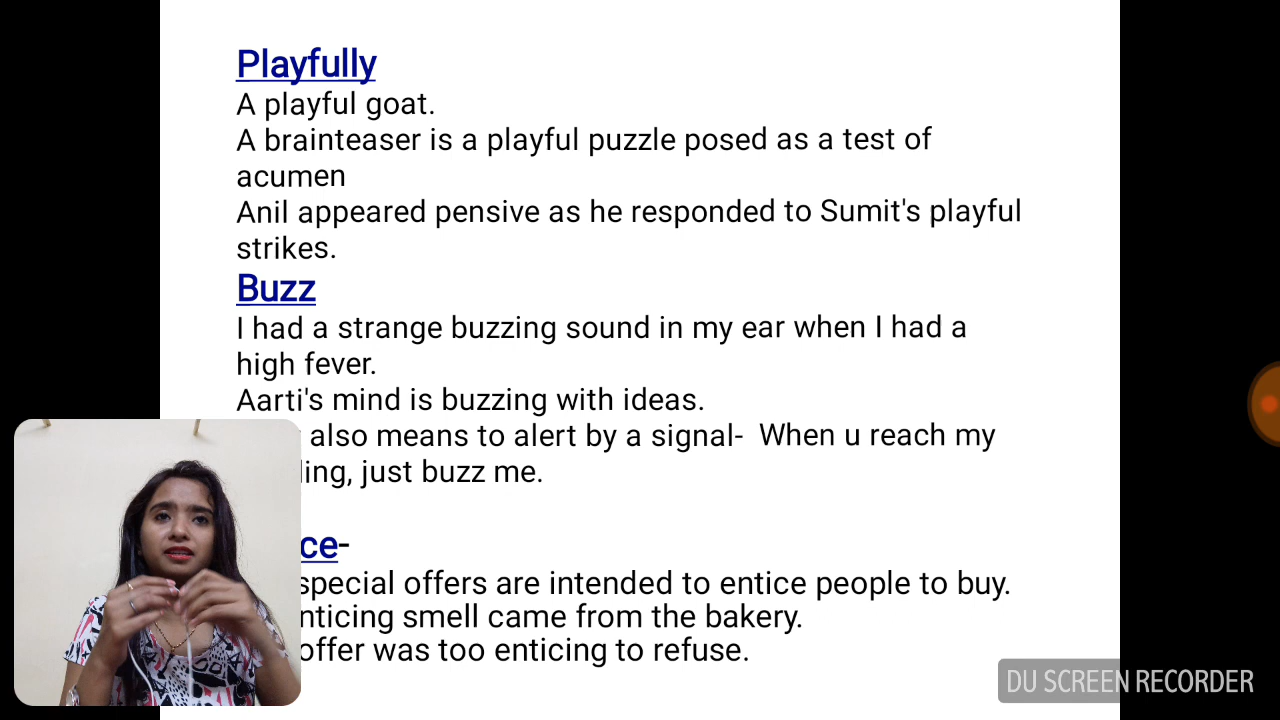 Playfully
A playful goat.
A brainteaser is a playful puzzle posed as a test of
acumen
Anil appeared pensive as he responded to Sumit's playful
strikes.
Buzz
I had a strange buzzing sound in my ear when I had a
high fever.
Aarti's mind is buzzing with ideas.
also means to alert by a signal- When u reach my
just buzz me.
special offers are intended to entice people to buy.
smell came from the bakery.
offer was too enticing to refuse.
DU SCREEN RECORDER